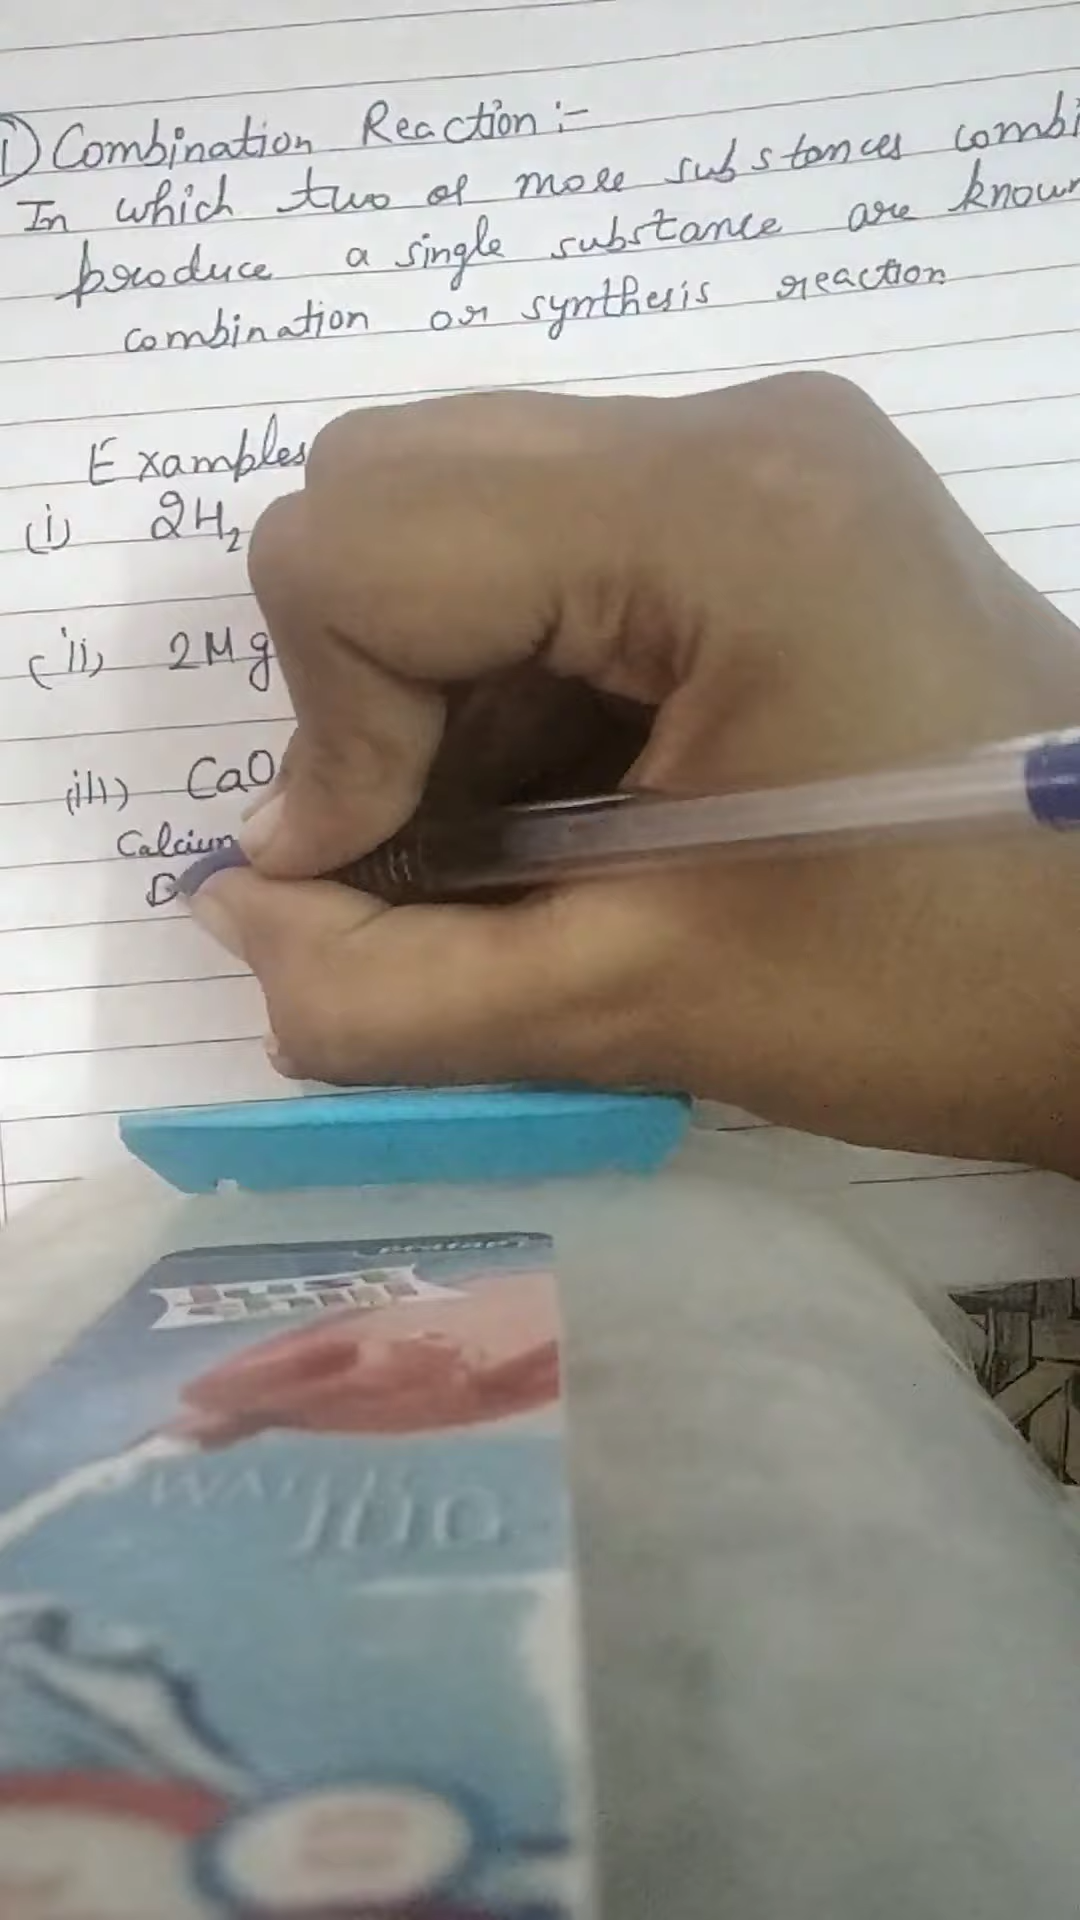 1) Combination Reaction :-
In which two or more substances combi
produce a single substance are known
combination or synthesis reaction
Examples
(i) 2H₂
(ii) 2Mg
(iii) CaO
Calcium